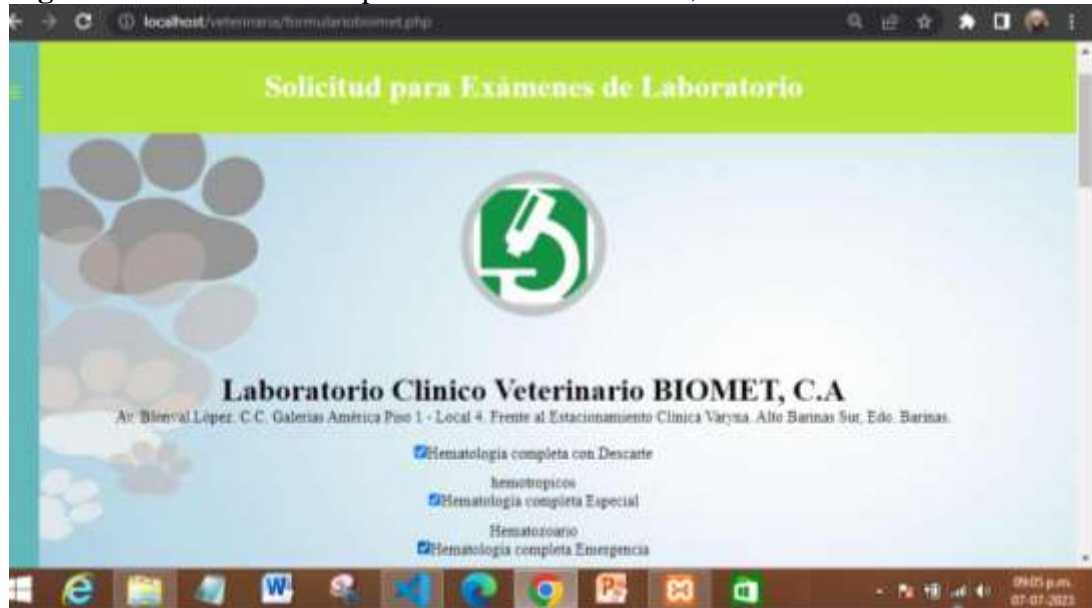 localhost/veterinaria/formulariobiomet.php
Solicitud para Exámenes de Laboratorio
Laboratorio Clinico Veterinario BIOMET, C.A
Av. López, C.C. Galerias América Piso 1 - Local 4. Frente al Estacionamiento Clínica Varyna. Alto Barinas Sur, Edo. Barinas.
Hematologia completa con Descarte
hemotropicos
Hematologia completa Especial
Hematozoario
Hematologia completa Emergencia
09:05 p.m.
07-07-2023